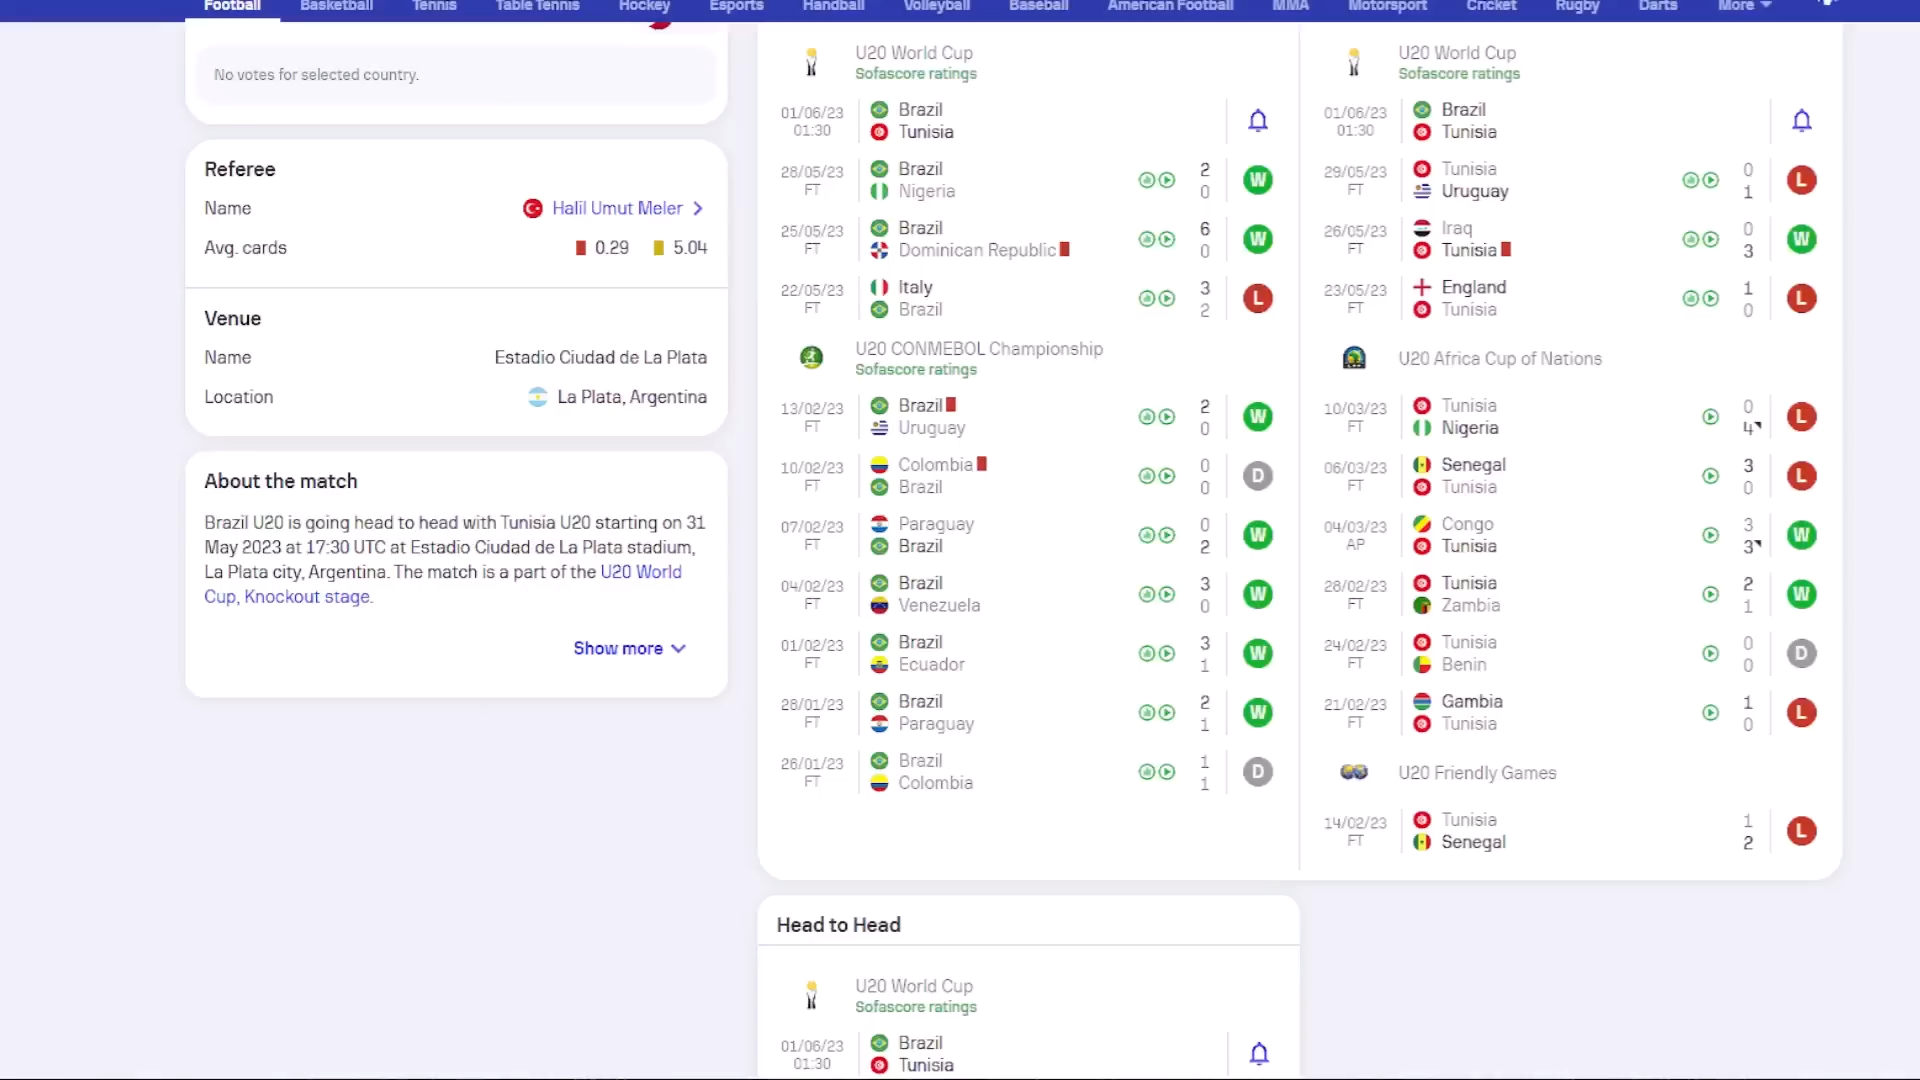 Football Basketball Tennis Table Tennis Hockey Esports Handball Volleyball Baseball American Football MMA Motorsport Cricket Rugby Darts More
No votes for selected country.
Referee
Name Halil Umut Meler
Avg. cards 0.29 5.04
Venue
Name Estadio Ciudad de La Plata
Location La Plata, Argentina
About the match
Brazil U20 is going head to head with Tunisia U20 starting on 31
May 2023 at 17:30 UTC at Estadio Ciudad de La Plata stadium,
La Plata city, Argentina. The match is a part of the U20 World
Cup, Knockout stage.
Show more
U20 World Cup
Sofascore ratings
01/06/23 Brazil
01:30 Tunisia
28/05/23 Brazil 2 W
FT Nigeria 0
25/05/23 Brazil 6 W
FT Dominican Republic 0
22/05/23 Italy 3 L
FT Brazil 2
U20 CONMEBOL Championship
Sofascore ratings
13/02/23 Brazil 2 W
FT Uruguay 0
10/02/23 Colombia 0 D
FT Brazil 0
07/02/23 Paraguay 0 W
FT Brazil 2
04/02/23 Brazil 3 W
FT Venezuela 0
01/02/23 Brazil 3 W
FT Ecuador 1
28/01/23 Brazil 2 W
FT Paraguay 1
26/01/23 Brazil 1 D
FT Colombia 1
U20 World Cup
Sofascore ratings
01/06/23 Brazil
01:30 Tunisia
29/05/23 Tunisia 0 L
FT Uruguay 1
26/05/23 Iraq 0 W
FT Tunisia 3
23/05/23 England 1 L
FT Tunisia 0
U20 Africa Cup of Nations
10/03/23 Tunisia 0 L
FT Nigeria 4
06/03/23 Senegal 3 L
FT Tunisia 0
04/03/23 Congo 3 W
AP Tunisia 3
28/02/23 Tunisia 2 W
FT Zambia 1
24/02/23 Tunisia 0 D
FT Benin 0
21/02/23 Gambia 1 L
FT Tunisia 0
U20 Friendly Games
14/02/23 Tunisia 1 L
FT Senegal 2
Head to Head
U20 World Cup
Sofascore ratings
01/06/23 Brazil
01:30 Tunisia